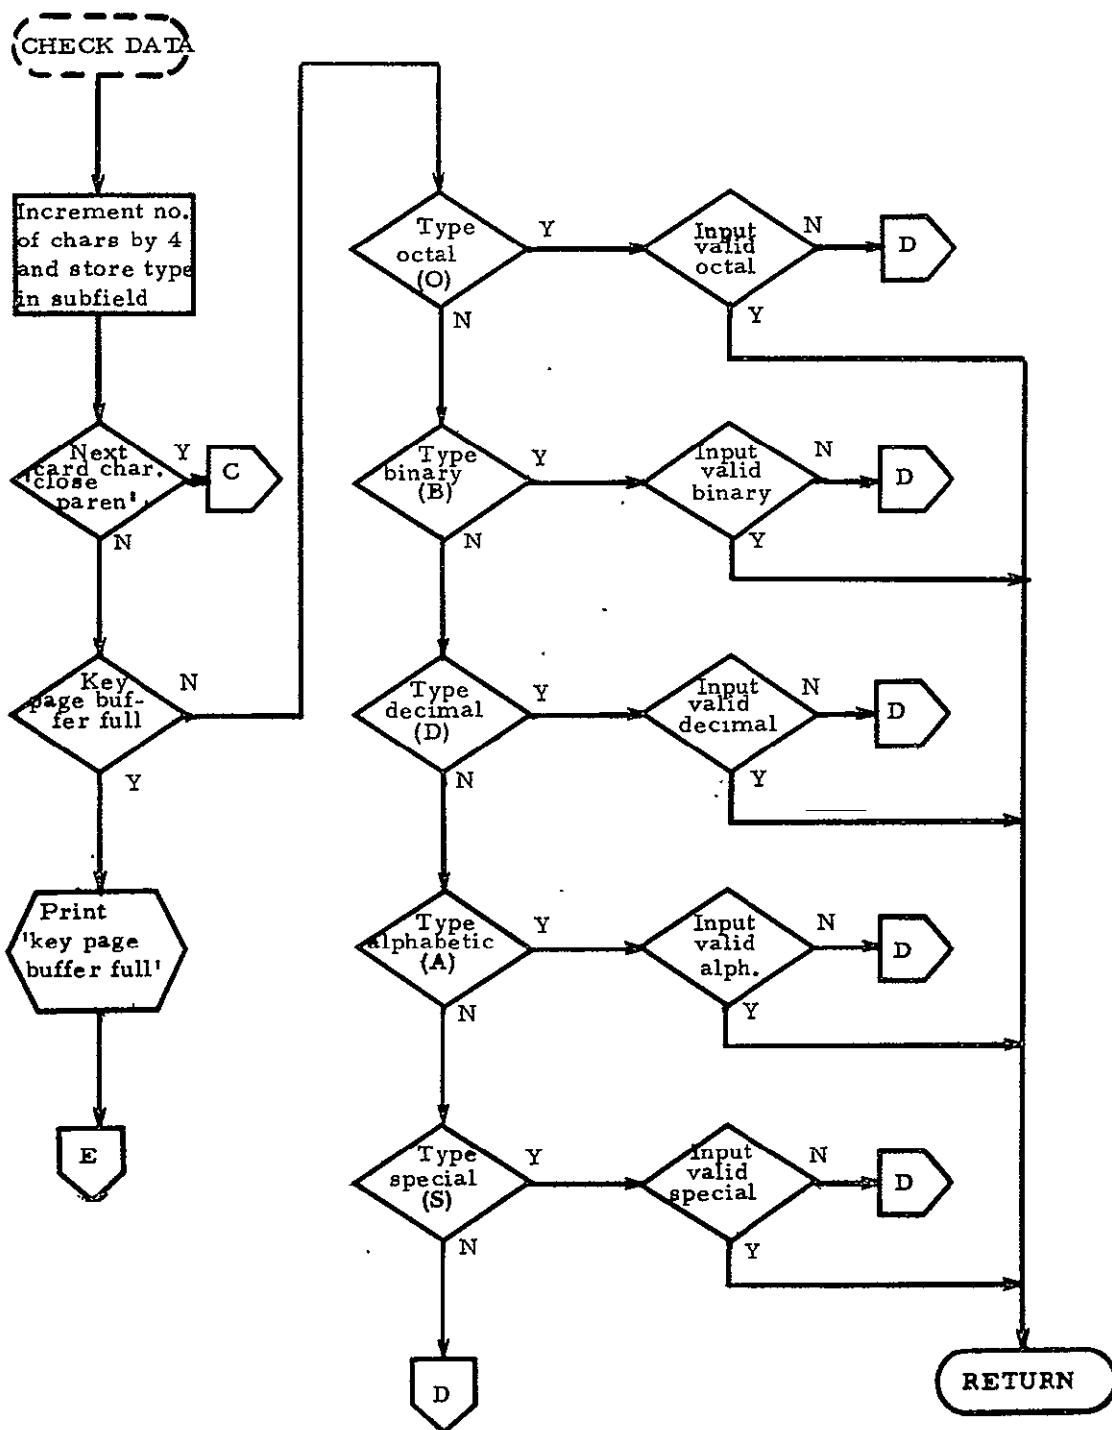 CHECK DATA
Increment no.
of chars by 4
and store type
in subfield
Next
card char.
'close
paren'
Y
C
N
Key
page buf-
fer full
N
Y
Print
'key page
buffer full'
E
Type
octal
(O)
Y
N
Input
valid
octal
N
D
Y
Type
binary
(B)
Y
N
Input
valid
binary
N
D
Y
Type
decimal
(D)
Y
N
Input
valid
decimal
N
D
Y
Type
alphabetic
(A)
Y
N
Input
valid
alph.
N
D
Y
Type
special
(S)
Y
N
Input
valid
special
N
D
Y
D
RETURN